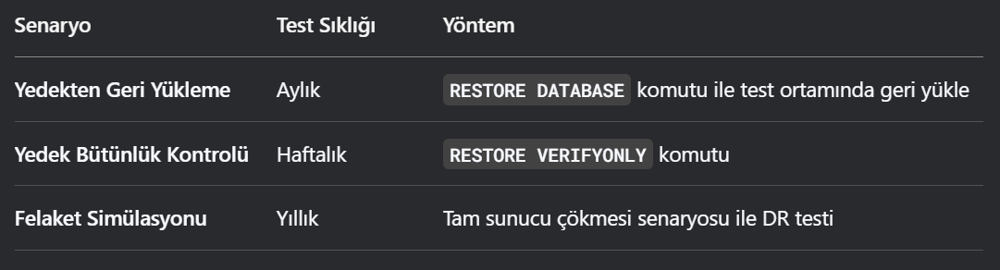 Senaryo Test Sıklığı Yöntem
Yedekten Geri Yükleme Aylık RESTORE DATABASE komutu ile test ortamında geri yükle
Yedek Bütünlük Kontrolü Haftalık RESTORE VERIFYONLY komutu
Felaket Simülasyonu Yıllık Tam sunucu çökmesi senaryosu ile DR testi